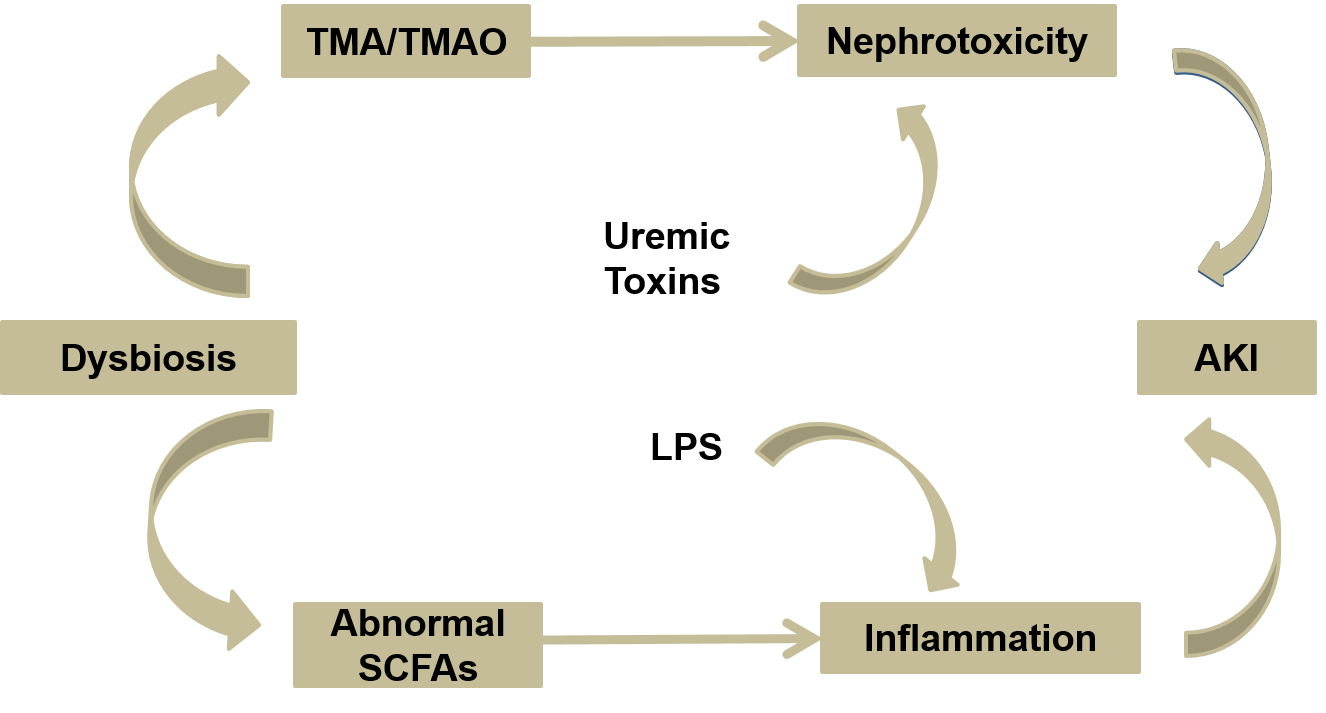 TMA/TMAO
Nephrotoxicity
Uremic
Toxins
Dysbiosis
AKI
LPS
Abnormal
SCFAs
Inflammation